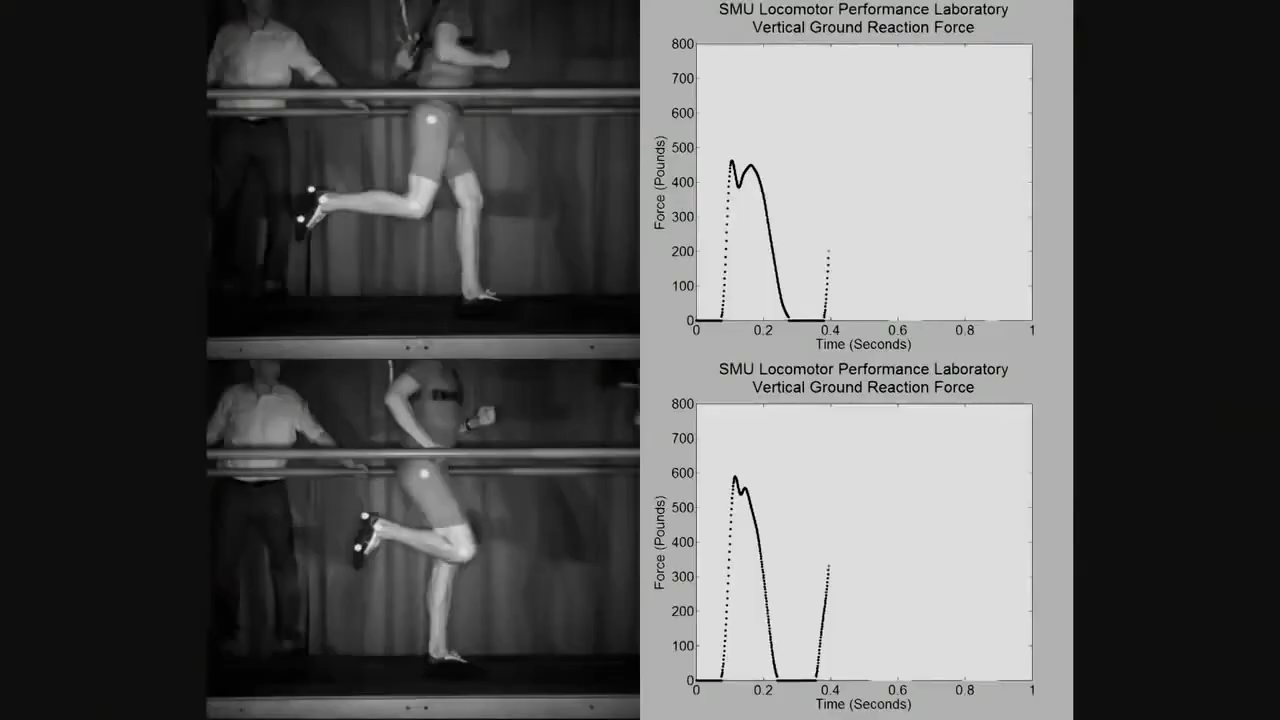 SMU Locomotor Performance Laboratory
Vertical Ground Reaction Force
800
700
600
500
400
300
200
100
0
Force (Pounds)
0 0.2 0.4 0.6 0.8 1
Time (Seconds)
SMU Locomotor Performance Laboratory
Vertical Ground Reaction Force
800
700
600
500
400
300
200
100
0
Force (Pounds)
0 0.2 0.4 0.6 0.8 1
Time (Seconds)